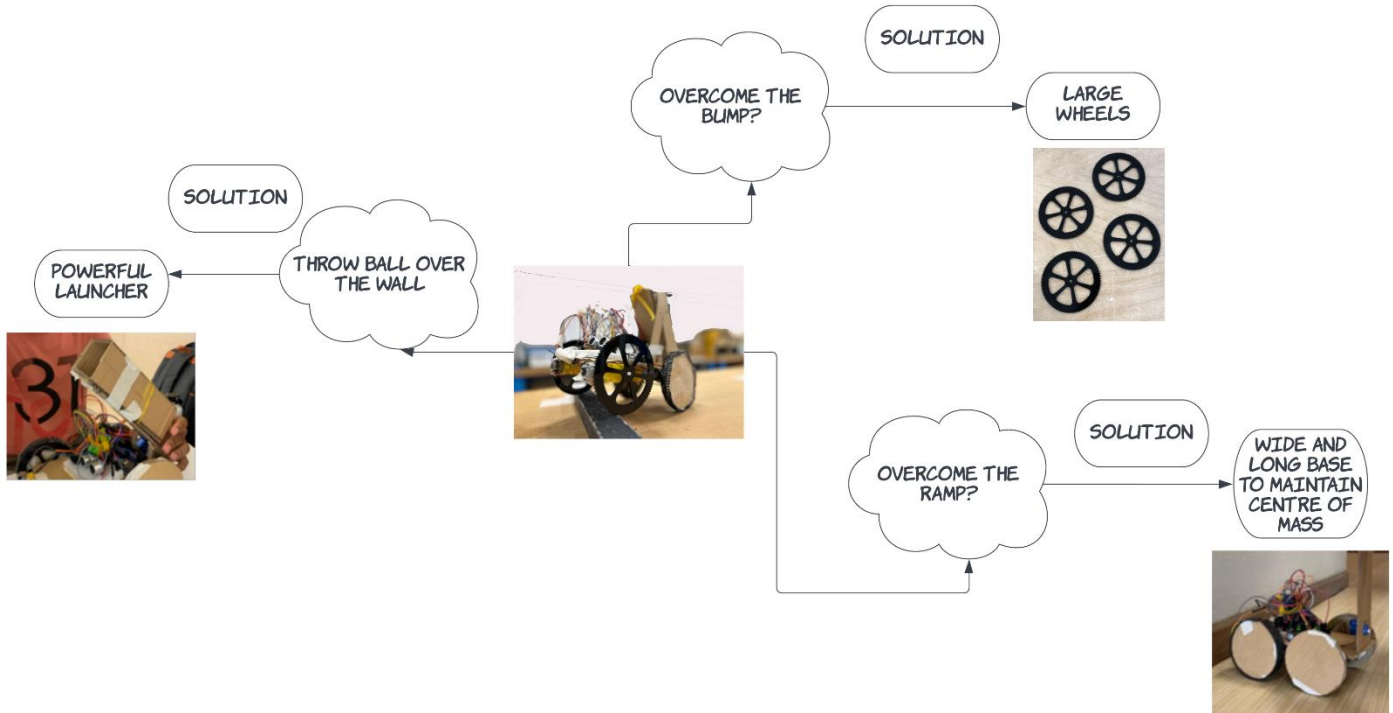 SOLUTION
OVERCOME THE
BUMP?
LARGE
WHEELS
SOLUTION
THROW BALL OVER
THE WALL
POWERFUL
LAUNCHER
3
SOLUTION
OVERCOME THE
RAMP?
WIDE AND
LONG BASE
TO MAINTAIN
CENTRE OF
MASS